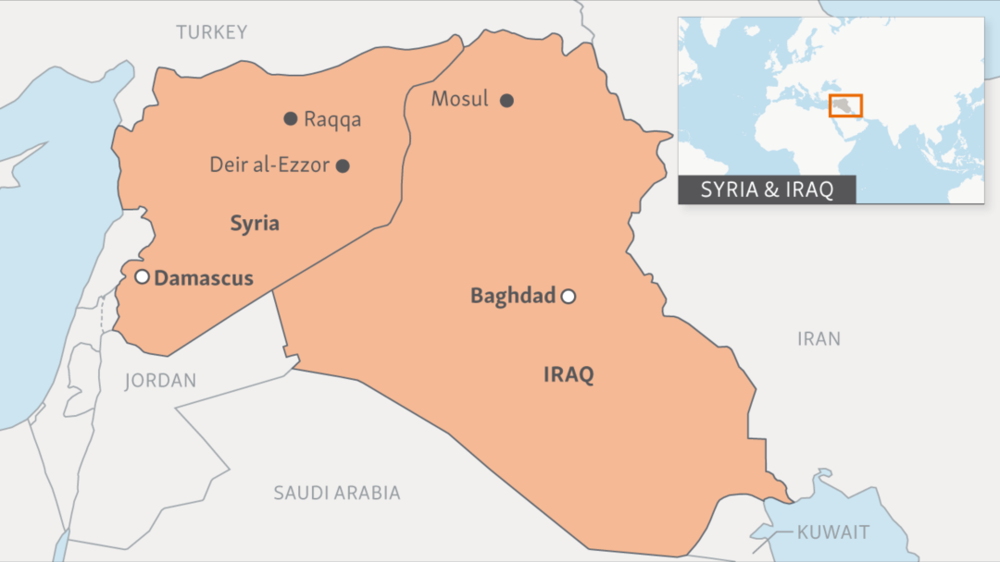 TURKEY
Mosul
Raqqa
Deir al-Ezzor
SYRIA & IRAQ
Syria
Damascus
Baghdad
IRAN
IRAQ
JORDAN
SAUDI ARABIA
KUWAIT